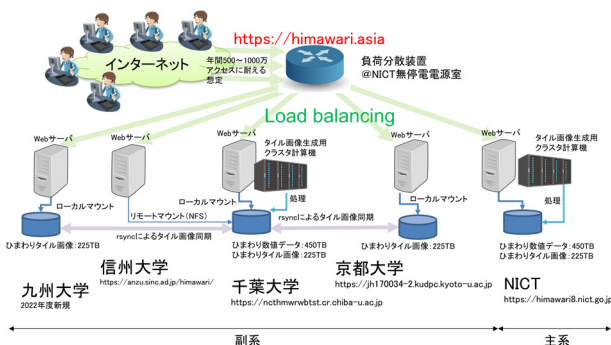 https://himawari.asia
インターネット
年間500～1000万
アクセスに耐える
想定
負荷分散装置
@NICT無停電電源室
Load balancing
Webサーバ
Webサーバ
Webサーバ
Webサーバ
Webサーバ
タイル画像生成用
クラスタ計算機
タイル画像生成用
クラスタ計算機
ローカルマウント
リモートマウント(NFS)
ローカルマウント
処理
ローカルマウント
処理
rsyncによるタイル画像同期
rsyncによるタイル画像同期
ひまわりタイル画像:225TB
ひまわり数値データ:450TB
ひまわりタイル画像:225TB
ひまわりタイル画像:225TB
ひまわり数値データ:450TB
ひまわりタイル画像:225TB
九州大学
2022年度新規
信州大学
https://anzu.sinc.ad.jp/himawari/
千葉大学
https://ncthmwrwbtst.cr.chiba-u.ac.jp
京都大学
https://jh170034-2.kudpc.kyoto-u.ac.jp
NICT
https://himawari8.nict.go.jp
副系
主系